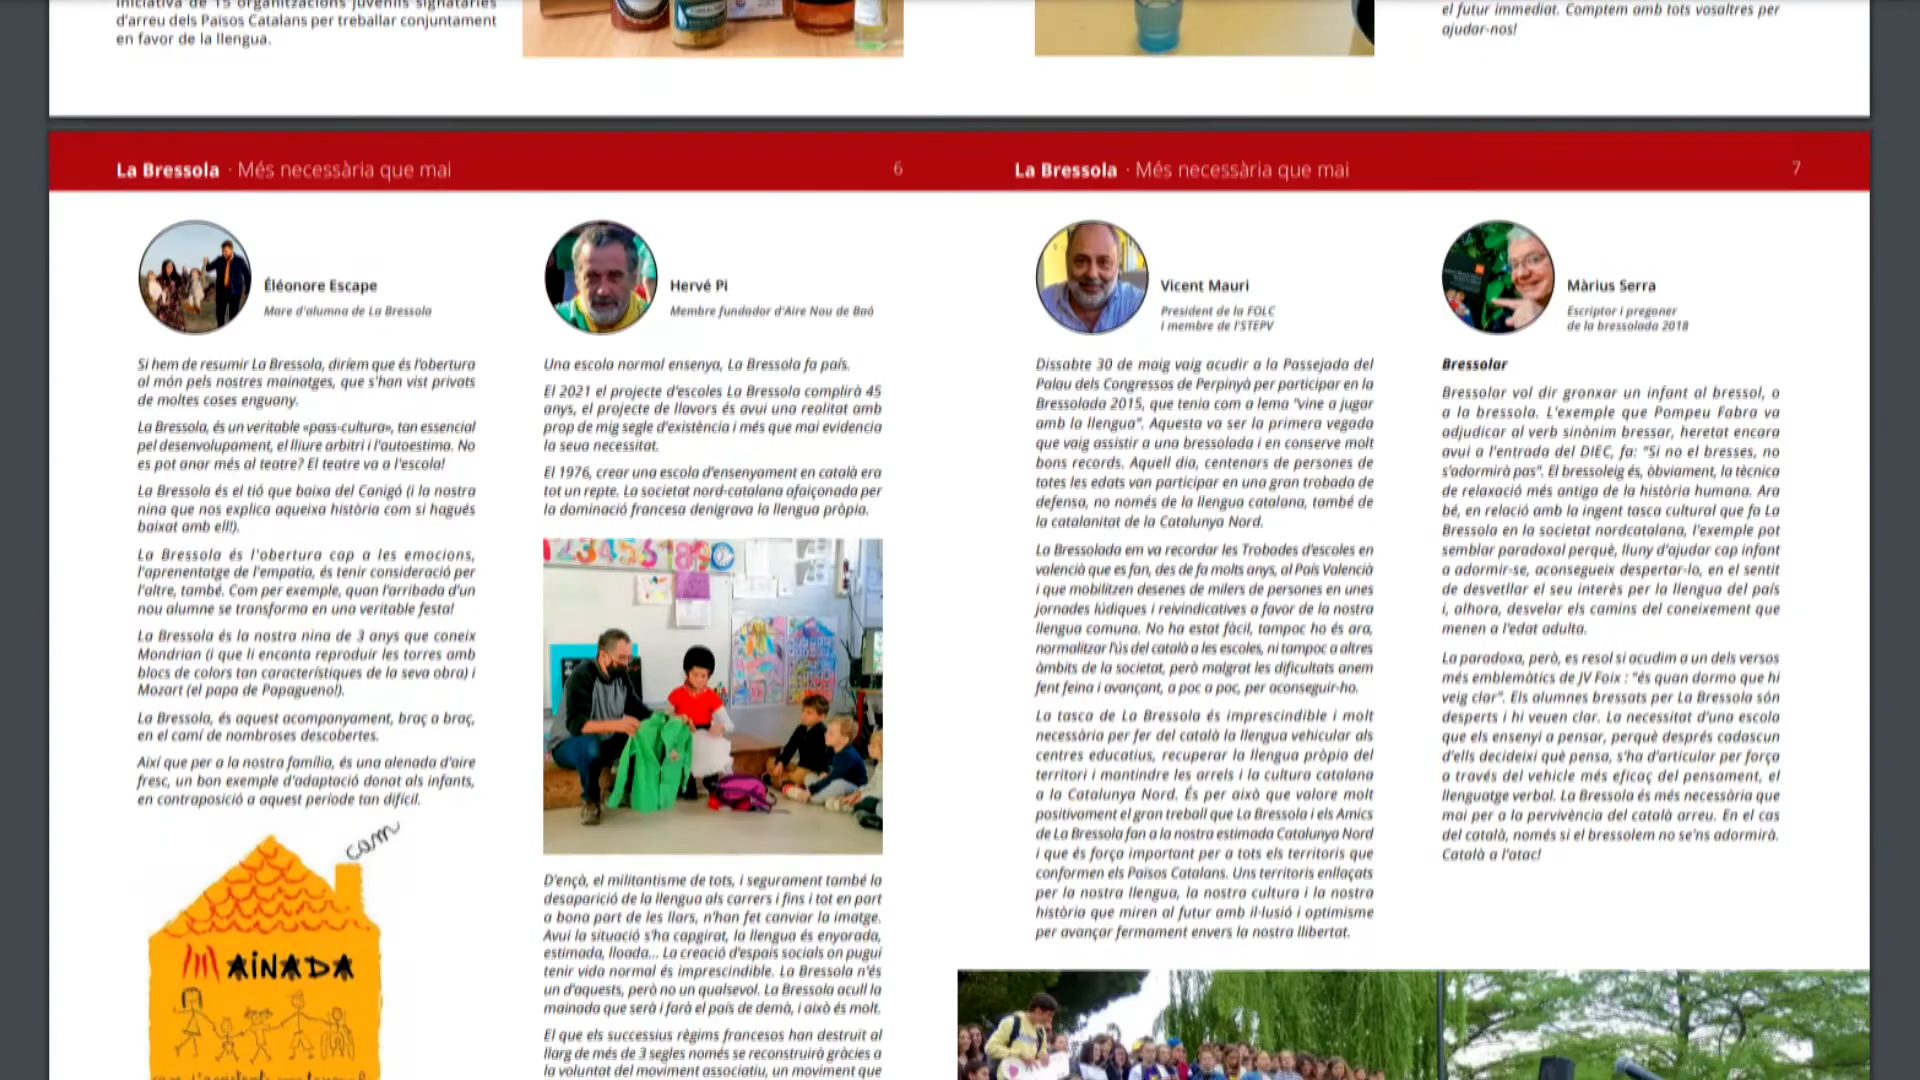 iniciativa de 15 organitzacions juvenils signatàries
d'arreu dels Països Catalans per treballar conjuntament
en favor de la llengua.
el futur immediat. Comptem amb tots vosaltres per
ajudar-nos!
La Bressola · Més necessària que mai
6
La Bressola · Més necessària que mai
7
Éléonore Escape
Mare d'alumna de La Bressola
Si hem de resumir La Bressola, diríem que és l'obertura
al món pels nostres mainatges, que s'han vist privats
de moltes coses enguany.
La Bressola, és un veritable «pass-cultura», tan essencial
pel desenvolupament, el lliure arbitri i l'autoestima. No
es pot anar més al teatre? El teatre va a l'escola!
La Bressola és el tió que baixa del Canigó (i la nostra
nina que nos explica aqueixa història com si hagués
baixat amb ell!).
La Bressola és l'obertura cap a les emocions,
l'aprenentatge de l'empatia, és tenir consideració per
l'altre, també. Com per exemple, quan l'arribada d'un
nou alumne se transforma en una veritable festa!
La Bressola és la nostra nina de 3 anys que coneix
Mondrian (i que li encanta reproduir les torres amb
blocs de colors tan característiques de la seva obra) i
Mozart (el papa de Papagueno!).
La Bressola, és aquest acompanyament, braç a braç,
en el camí de nombroses descobertes.
Així que per a la nostra família, és una alenada d'aire
fresc, un bon exemple d'adaptació donat als infants,
en contraposició a aquest període tan difícil.
cam
MAINADA
Hervé Pi
Membre fundador d'Aire Nou de Baó
Una escola normal ensenya, La Bressola fa país.
El 2021 el projecte d'escoles La Bressola complirà 45
anys, el projecte de llavors és avui una realitat amb
prop de mig segle d'existència i més que mai evidencia
la seua necessitat.
El 1976, crear una escola d'ensenyament en català era
tot un repte. La societat nord-catalana afaiçonada per
la dominació francesa denigrava la llengua pròpia.
D'ençà, el militantisme de tots, i segurament també la
desaparició de la llengua als carrers i fins i tot en part
a bona part de les llars, n'han fet canviar la imatge.
Avui la situació s'ha capgirat, la llengua és enyorada,
estimada, lloada... La creació d'espais socials on pugui
tenir vida normal és imprescindible. La Bressola n'és
un d'aquests, però no un qualsevol. La Bressola acull la
mainada que serà i farà el país de demà, i això és molt.
El que els successius règims francesos han destruït al
llarg de més de 3 segles només se reconstruirà gràcies a
la voluntat del moviment associatiu, un moviment que
Vicent Mauri
President de la FOLC
i membre de l'STEPV
Dissabte 30 de maig vaig acudir a la Passejada del
Palau dels Congressos de Perpinyà per participar en la
Bressolada 2015, que tenia com a lema "vine a jugar
amb la llengua". Aquesta va ser la primera vegada
que vaig assistir a una bressolada i en conserve molt
bons records. Aquell dia, centenars de persones de
totes les edats van participar en una gran trobada de
defensa, no només de la llengua catalana, també de
la catalanitat de la Catalunya Nord.
La Bressolada em va recordar les Trobades d'escoles en
valencià que es fan, des de fa molts anys, al País Valencià
i que mobilitzen desenes de milers de persones en unes
jornades lúdiques i reivindicatives a favor de la nostra
llengua comuna. No ha estat fàcil, tampoc ho és ara,
normalitzar l'ús del català a les escoles, ni tampoc a altres
àmbits de la societat, però malgrat les dificultats anem
fent feina i avançant, a poc a poc, per aconseguir-ho.
La tasca de La Bressola és imprescindible i molt
necessària per fer del català la llengua vehicular als
centres educatius, recuperar la llengua pròpia del
territori i mantindre les arrels i la cultura catalana
a la Catalunya Nord. És per això que valore molt
positivament el gran treball que La Bressola i els Amics
de La Bressola fan a la nostra estimada Catalunya Nord
i que és força important per a tots els territoris que
conformen els Països Catalans. Uns territoris enllaçats
per la nostra llengua, la nostra cultura i la nostra
història que miren al futur amb il·lusió i optimisme
per avançar fermament envers la nostra llibertat.
Màrius Serra
Escriptor i pregoner
de la bressolada 2018
Bressolar
Bressolar vol dir gronxar un infant al bressol, o
a la bressola. L'exemple que Pompeu Fabra va
adjudicar al verb sinònim bressar, heretat encara
avui a l'entrada del DIEC, fa: "Si no el bresses, no
s'adormirà pas". El bressoleig és, òbviament, la tècnica
de relaxació més antiga de la història humana. Ara
bé, en relació amb la ingent tasca cultural que fa La
Bressola en la societat nordcatalana, l'exemple pot
semblar paradoxal perquè, lluny d'ajudar cap infant
a adormir-se, aconsegueix despertar-lo, en el sentit
de desvetllar el seu interès per la llengua del país
i, alhora, desvelar els camins del coneixement que
menen a l'edat adulta.
La paradoxa, però, es resol si acudim a un dels versos
més emblemàtics de JV Foix : "és quan dormo que hi
veig clar". Els alumnes bressats per La Bressola són
desperts i hi veuen clar. La necessitat d'una escola
que els ensenyi a pensar, perquè després cadascun
d'ells decideixi què pensa, s'ha d'articular per força
a través del vehicle més eficaç del pensament, el
llenguatge verbal. La Bressola és més necessària que
mai per a la pervivència del català arreu. En el cas
del català, només si el bressolem no se'ns adormirà.
Català a l'atac!